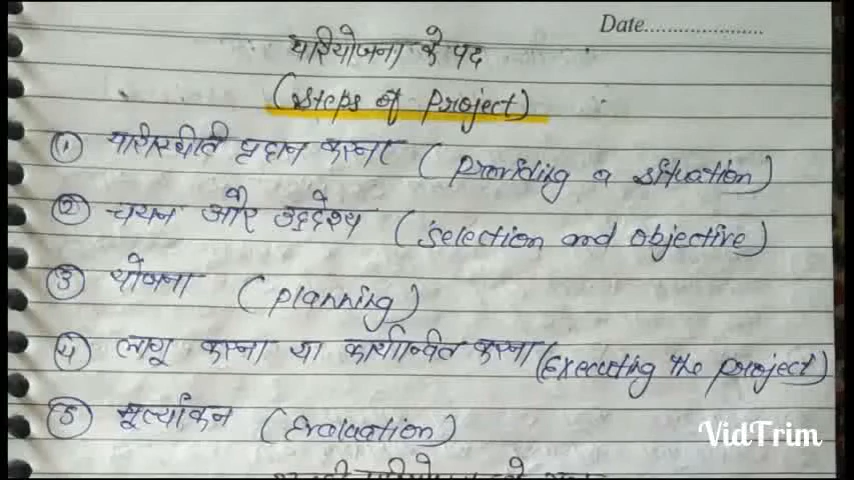 Date.....................
परियोजना के पद
(Steps of Project)
① परिस्थिति प्रदान करना (Providing a situation)
② चयन और उद्देश्य (selection and objective)
③ योजना (planning)
④ लागू करना या कार्यान्वित करना (Executing the project)
⑤ मूल्यांकन (Evaluation)
VidTrim